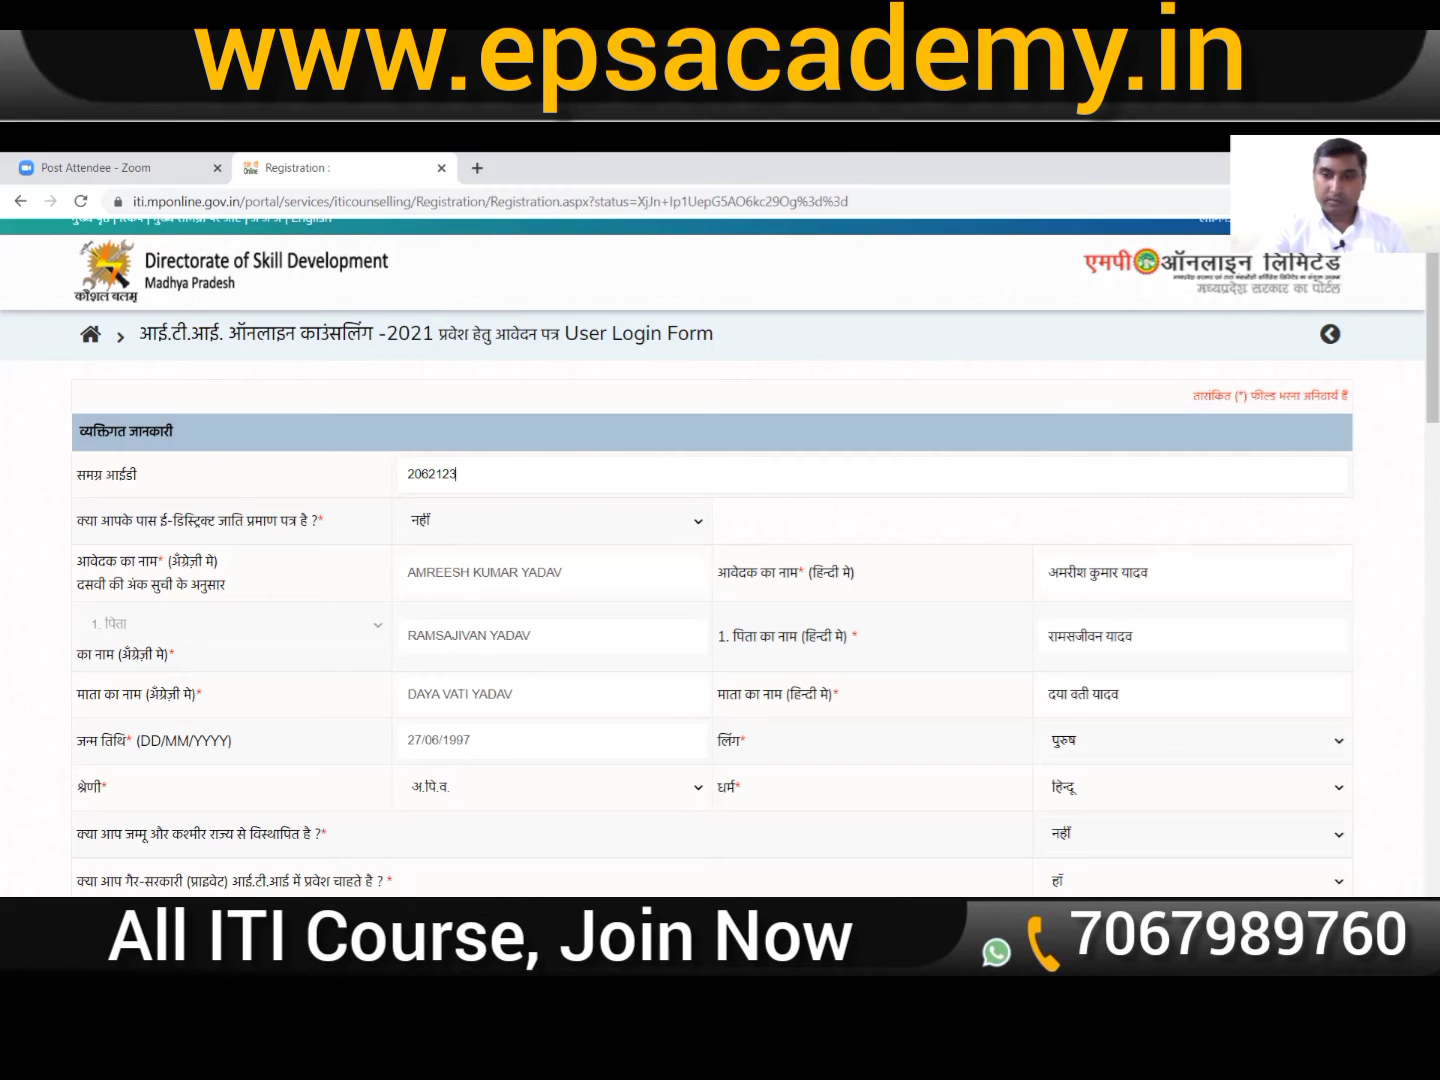 www.epsacademy.in
Post Attendee - Zoom
Registration :
iti.mponline.gov.in/portal/services/iticounselling/Registration/Registration.aspx?status=XjJn+Ip1UepG5AO6kc29Og%3d%3d
Directorate of Skill Development
Madhya Pradesh
कौशल बलम्
एमपी ऑनलाइन लिमिटेड
मध्यप्रदेश सरकार का पोर्टल
आई.टी.आई. ऑनलाइन काउंसलिंग -2021 प्रवेश हेतु आवेदन पत्र User Login Form
तारांकित (*) फील्ड भरना अनिवार्य हैं
व्यक्तिगत जानकारी
समग्र आईडी 2062123
क्या आपके पास ई-डिस्ट्रिक्ट जाति प्रमाण पत्र है ?* नहीं
आवेदक का नाम* (अँग्रेज़ी मे)
दसवी की अंक सुची के अनुसार
AMREESH KUMAR YADAV
आवेदक का नाम* (हिन्दी मे) अमरीश कुमार यादव
1. पिता
का नाम (अँग्रेज़ी मे)*
RAMSAJIVAN YADAV
1. पिता का नाम (हिन्दी मे) * रामसजीवन यादव
माता का नाम (अँग्रेज़ी मे)* DAYA VATI YADAV माता का नाम (हिन्दी मे)* दया वती यादव
जन्म तिथि* (DD/MM/YYYY) 27/06/1997 लिंग* पुरुष
श्रेणी* अ.पि.व. धर्म* हिन्दू
क्या आप जम्मू और कश्मीर राज्य से विस्थापित है ?* नहीं
क्या आप गैर-सरकारी (प्राइवेट) आई.टी.आई में प्रवेश चाहते है ? * हॉ
All ITI Course, Join Now
7067989760